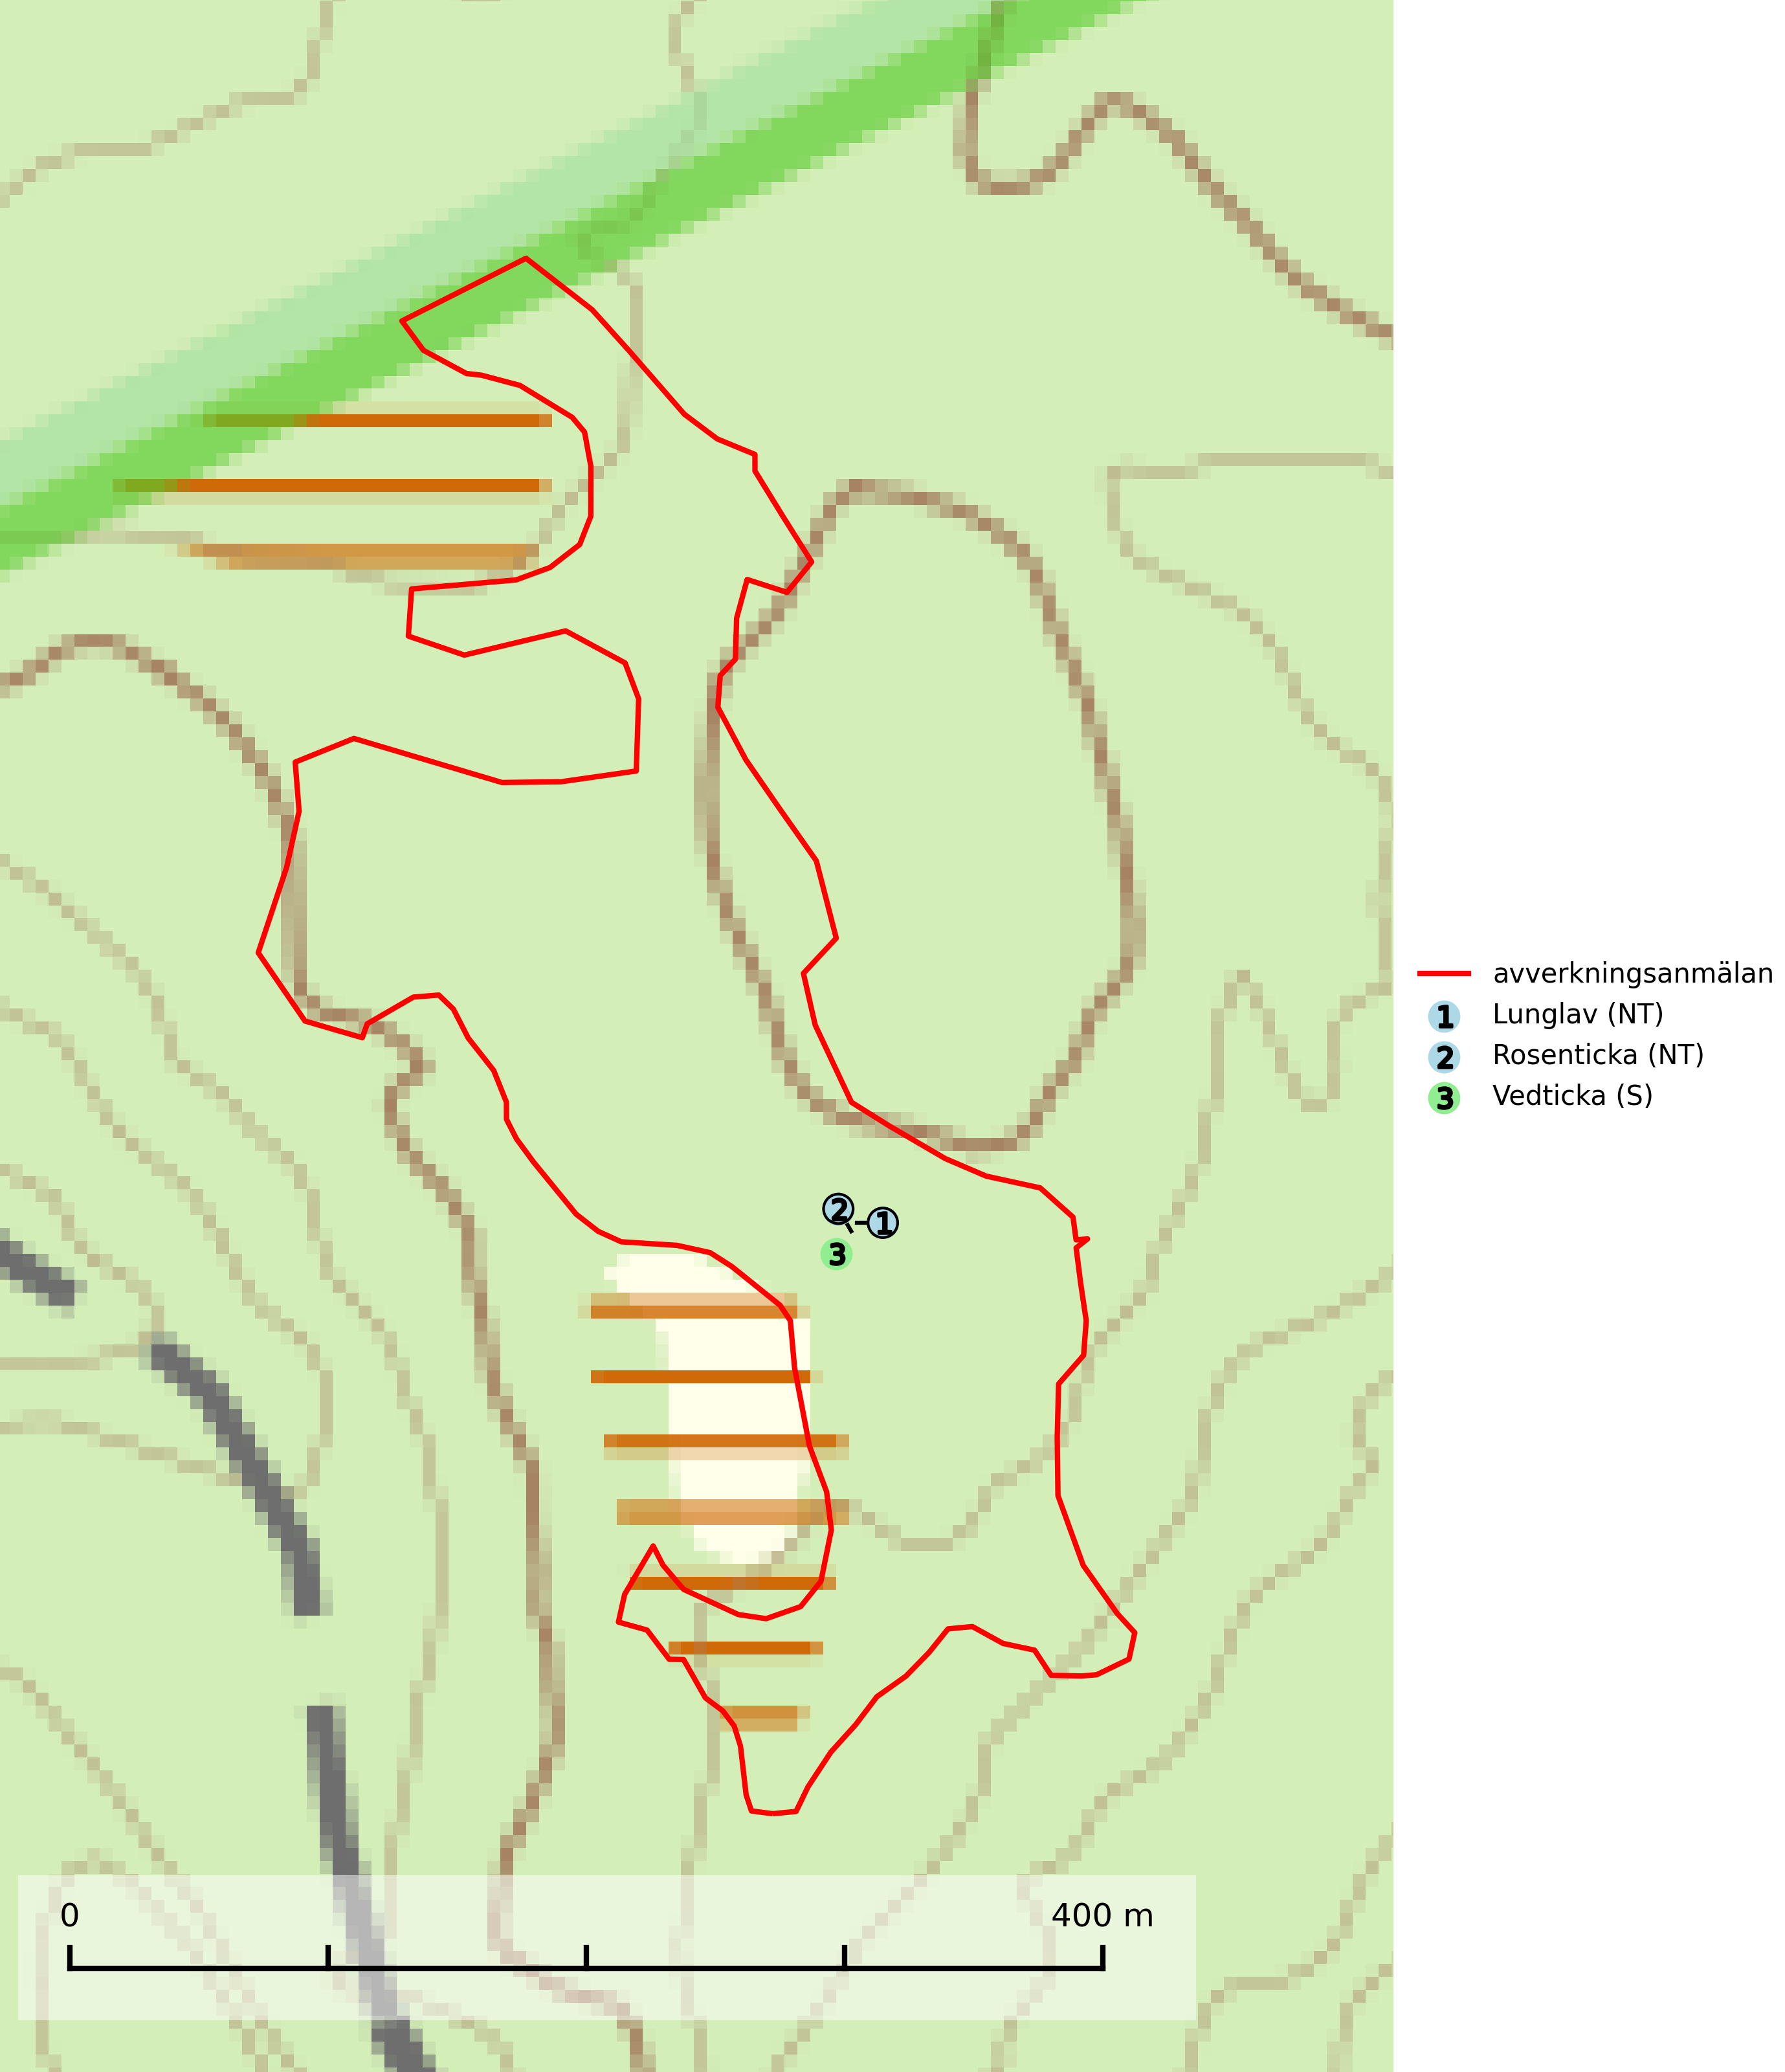 avverkningsanmälan
1 Lunglav (NT)
2 Rosenticka (NT)
3 Vedticka (S)
2
1
3
0 400 m